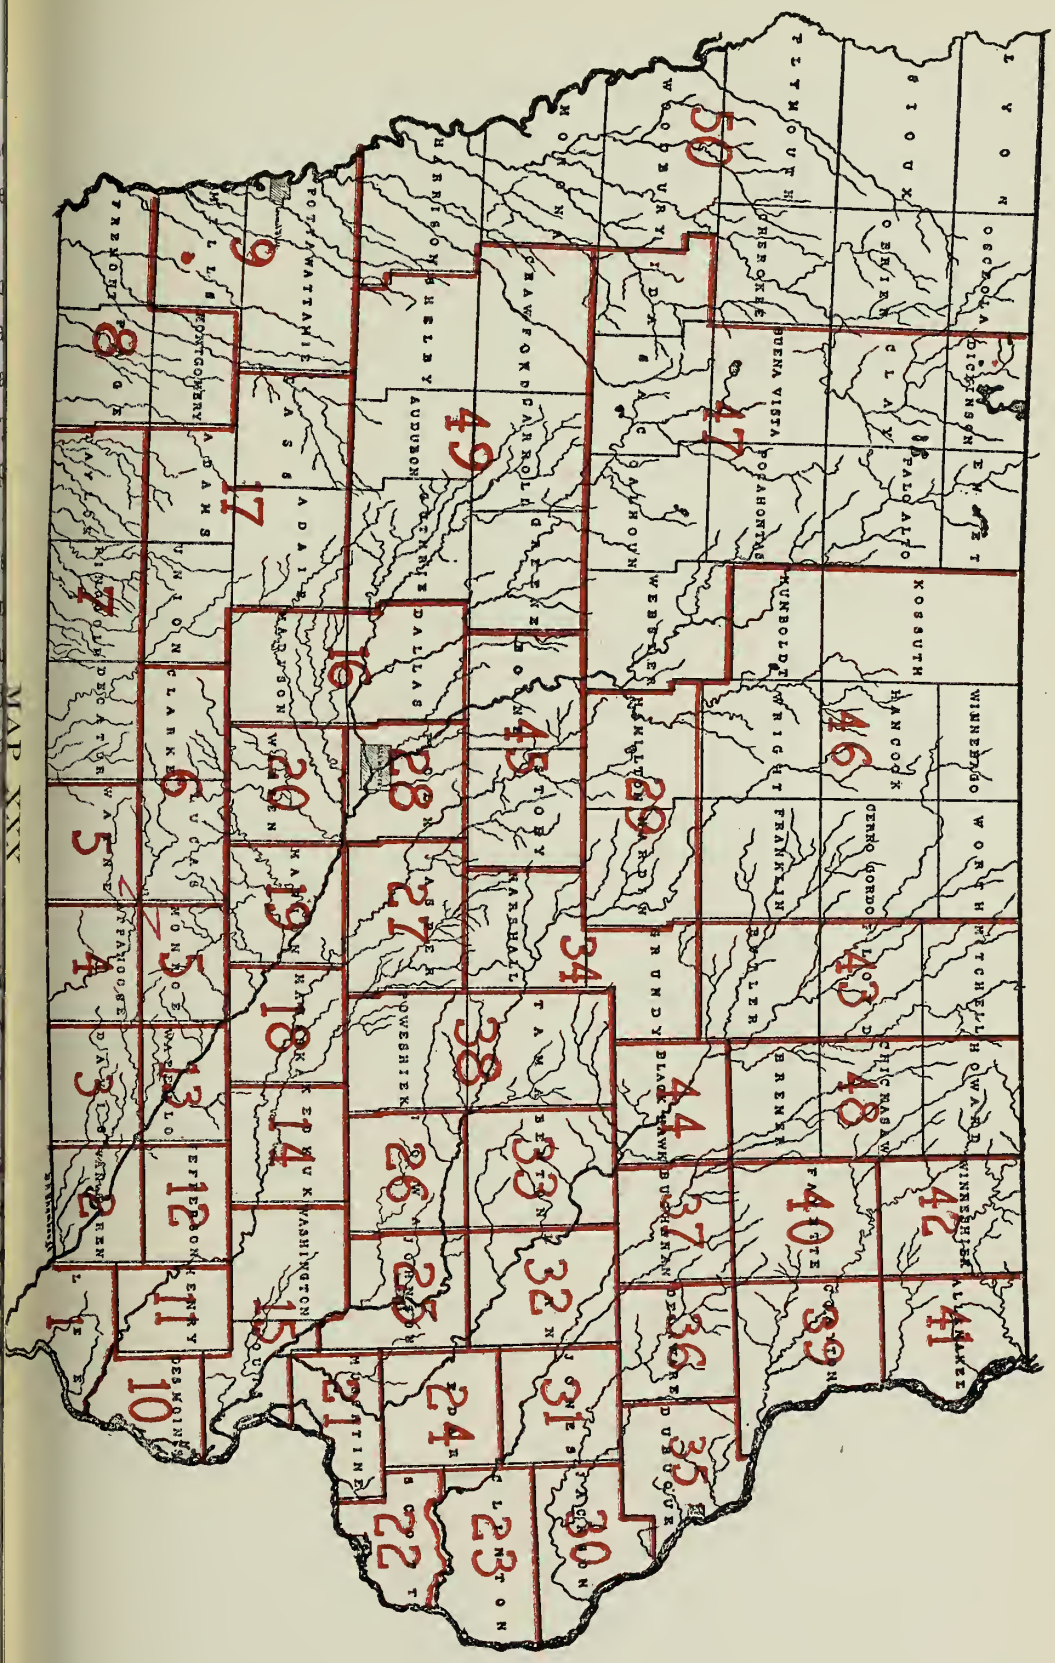 LYON
OSCEOLA
DICKINSON
EMMET
KOSSUTH
WINNEBAGO
WORTH
MITCHELL
HOWARD
WINNESHIEK
ALLAMAKEE
42
41
SIOUX
OBRIEN
CLAY
PALO ALTO
HANCOCK
CERRO GORDO
FLOYD
CHICKASAW
46
43
48
FAYETTE
CLAYTON
40
39
PLYMOUTH
CHEROKEE
BUENA VISTA
POCAHONTAS
HUMBOLDT
WRIGHT
FRANKLIN
BUTLER
BREMER
50
47
WOODBURY
IDA
SAC
CALHOUN
WEBSTER
HAMILTON
HARDIN
GRUNDY
BLACK HAWK
BUCHANAN
DELAWARE
DUBUQUE
29
44
37
36
35
MONONA
CRAWFORD
CARROLL
GREENE
BOONE
STORY
MARSHALL
TAMA
BENTON
LINN
JONES
JACKSON
49
45
34
38
33
32
31
30
HARRISON
SHELBY
AUDUBON
GUTHRIE
DALLAS
POLK
JASPER
POWESHIEK
IOWA
JOHNSON
CEDAR
CLINTON
SCOTT
16
28
27
26
25
24
23
22
POTTAWATTAMIE
CASS
ADAIR
MADISON
WARREN
MARION
MAHASKA
KEOKUK
WASHINGTON
MUSCATINE
9
17
20
19
18
14
15
21
MILLS
MONTGOMERY
ADAMS
UNION
CLARKE
LUCAS
MONROE
WAPELLO
JEFFERSON
HENRY
LOUISA
DES MOINES
6
5
13
12
11
10
FREMONT
PAGE
TAYLOR
RINGGOLD
DECATUR
WAYNE
APPANOOSE
DAVIS
VAN BUREN
LEE
8
7
5
4
3
2
1
MAP XXX